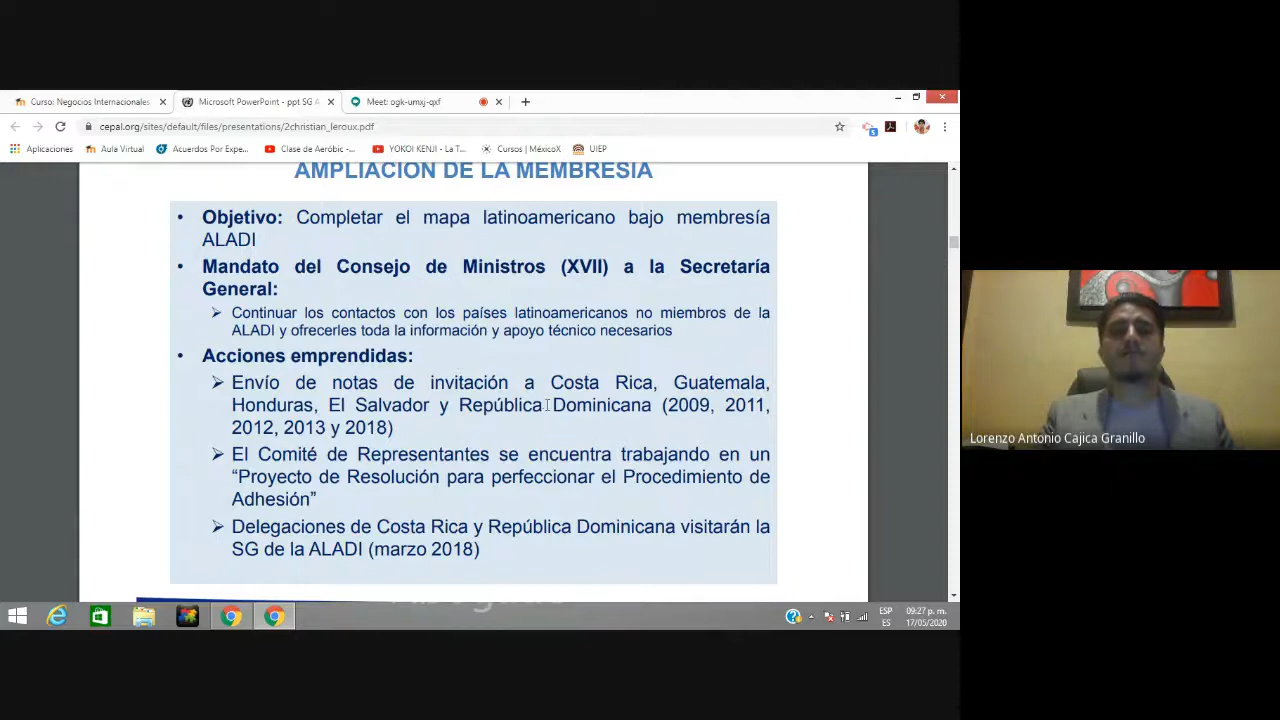 Curso: Negocios Internacionales
Microsoft PowerPoint - ppt SG A
Meet: ogk-umxj-qxf
cepal.org/sites/default/files/presentations/2christian_leroux.pdf
Aplicaciones
Aula Virtual
Acuerdos Por Expe...
Clase de Aeróbic -...
YOKOI KENJI - La T...
Cursos | MéxicoX
UIEP
AMPLIACIÓN DE LA MEMBRESÍA
• Objetivo: Completar el mapa latinoamericano bajo membresía
ALADI
• Mandato del Consejo de Ministros (XVII) a la Secretaría
General:
➢ Continuar los contactos con los países latinoamericanos no miembros de la
ALADI y ofrecerles toda la información y apoyo técnico necesarios
• Acciones emprendidas:
➢ Envío de notas de invitación a Costa Rica, Guatemala,
Honduras, El Salvador y República Dominicana (2009, 2011,
2012, 2013 y 2018)
➢ El Comité de Representantes se encuentra trabajando en un
“Proyecto de Resolución para perfeccionar el Procedimiento de
Adhesión”
➢ Delegaciones de Costa Rica y República Dominicana visitarán la
SG de la ALADI (marzo 2018)
Lorenzo Antonio Cajica Granillo
ESP
ES
09:27 p. m.
17/05/2020